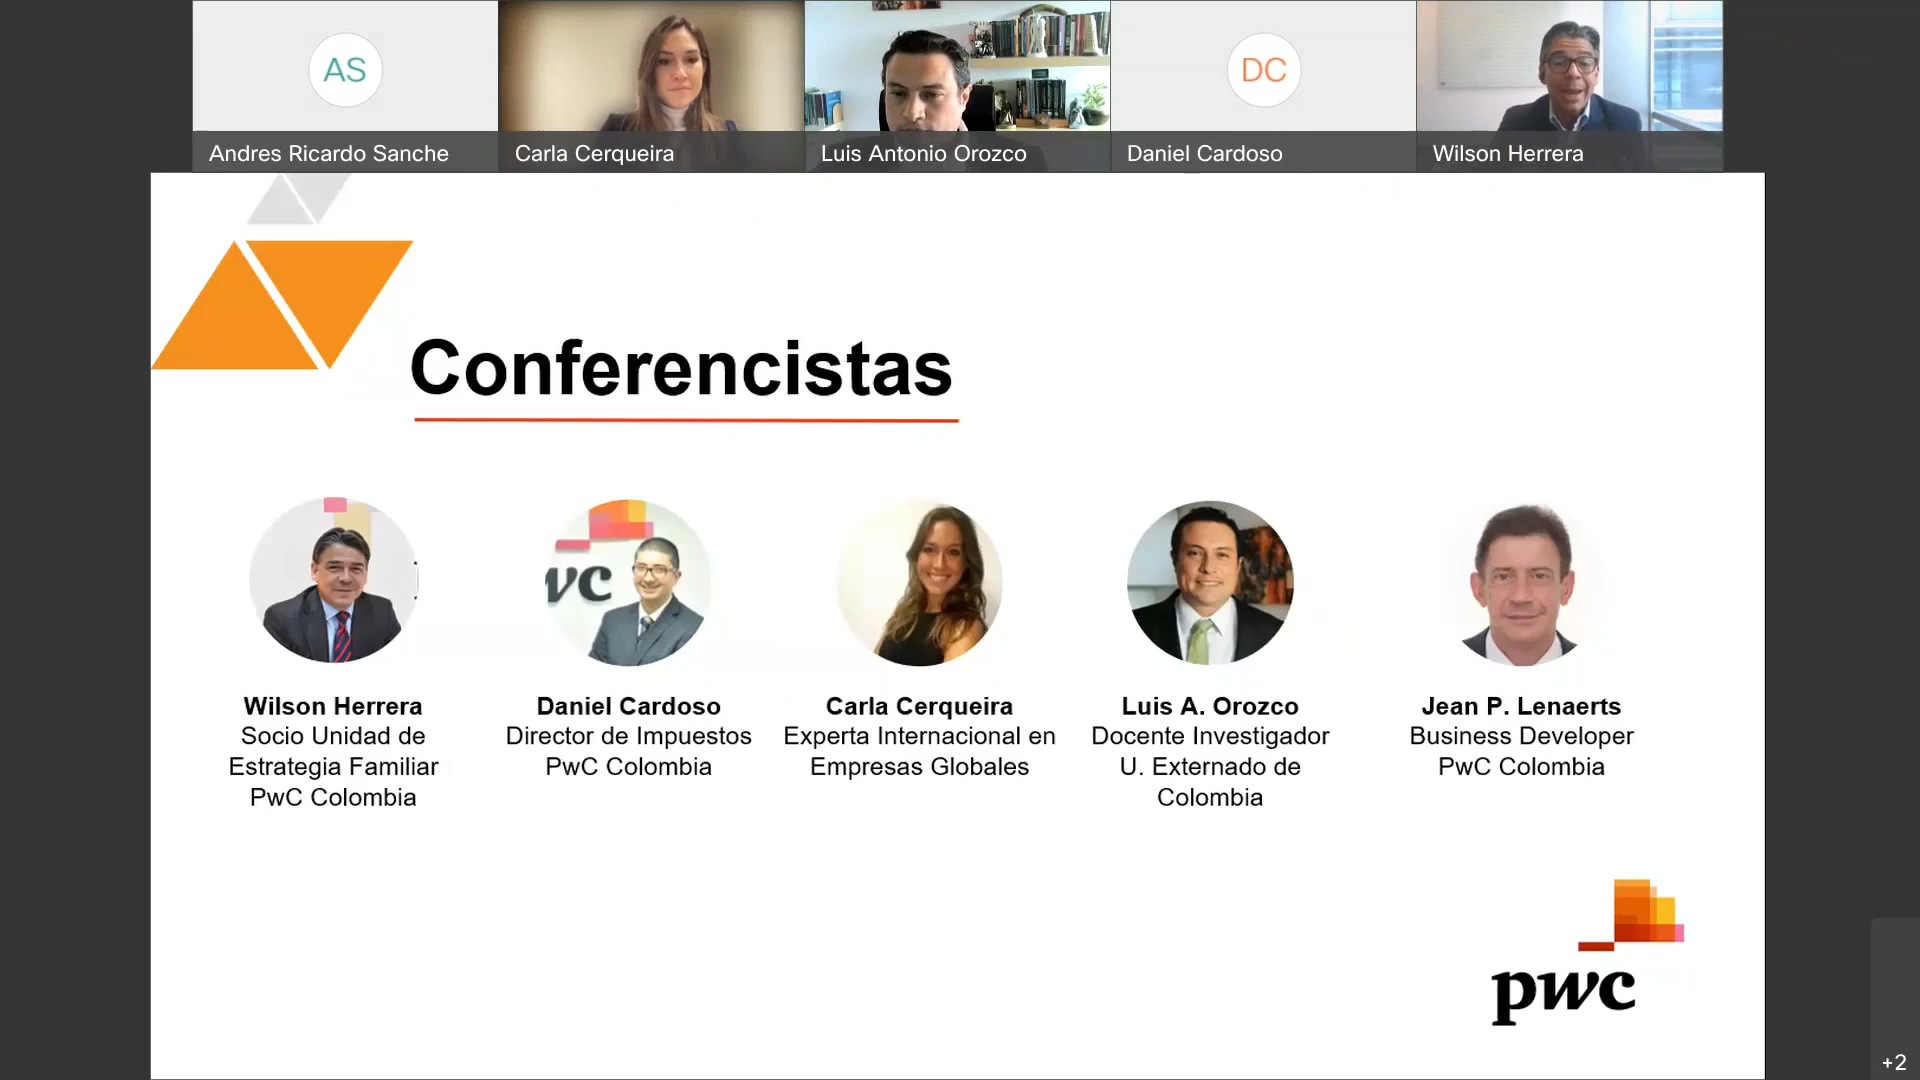 AS
DC
Andres Ricardo Sanche
Carla Cerqueira
Luis Antonio Orozco
Daniel Cardoso
Wilson Herrera
Conferencistas
wc
Wilson Herrera
Socio Unidad de
Estrategia Familiar
PwC Colombia
Daniel Cardoso
Director de Impuestos
PwC Colombia
Carla Cerqueira
Experta Internacional en
Empresas Globales
Luis A. Orozco
Docente Investigador
U. Externado de
Colombia
Jean P. Lenaerts
Business Developer
PwC Colombia
pwc
+2